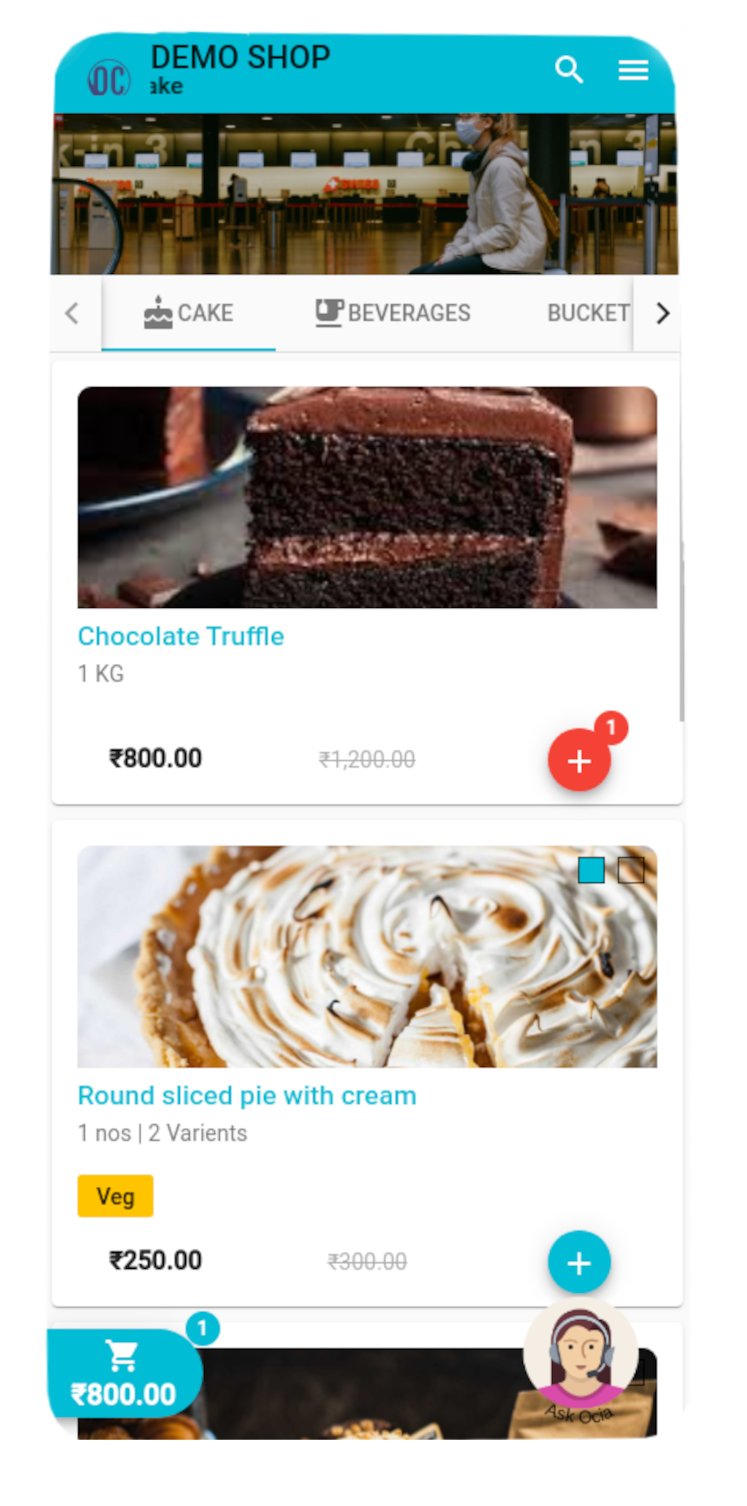 DEMO SHOP
OC
ake
CAKE
BEVERAGES
BUCKET
Chocolate Truffle
1 KG
₹800.00
₹1,200.00
1
+
Round sliced pie with cream
1 nos | 2 Varients
Veg
₹250.00
₹300.00
+
1
₹800.00
Ask Ocia